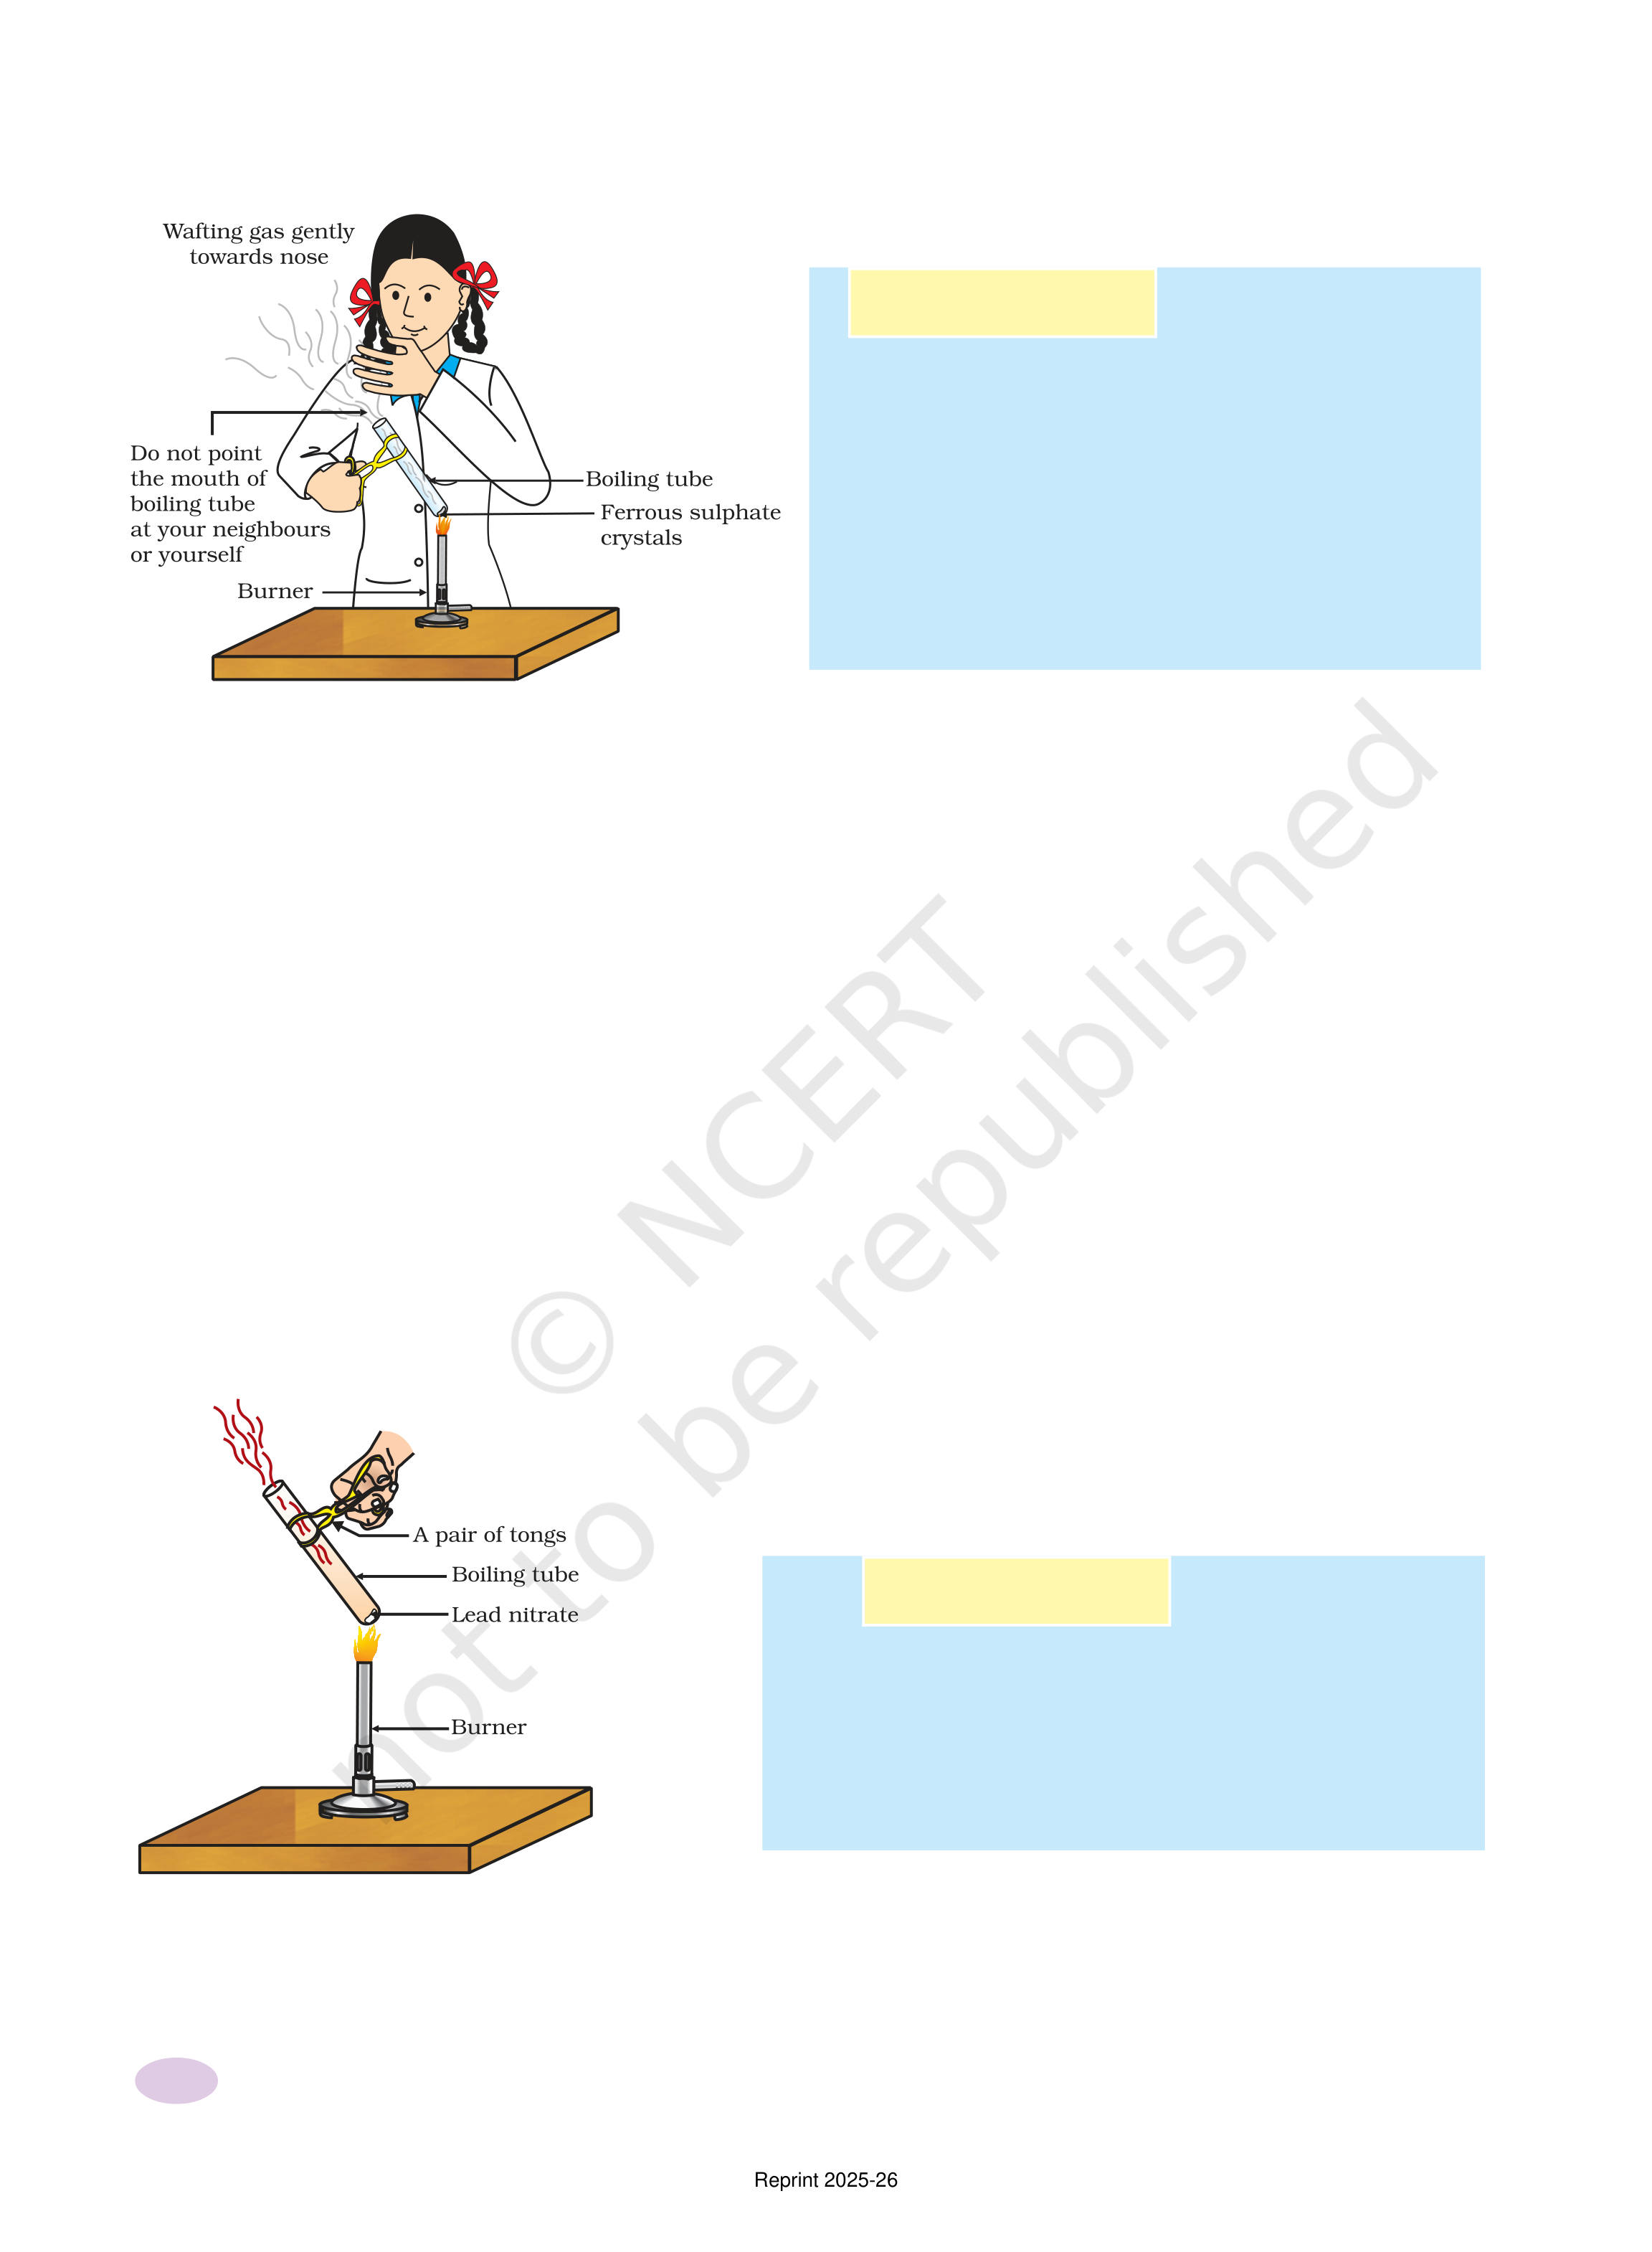 Wafting gas gently
towards nose
Do not point
the mouth of
boiling tube
at your neighbours
or yourself
Boiling tube
Ferrous sulphate
crystals
Burner
© NCERT
not to be republished
A pair of tongs
Boiling tube
Lead nitrate
Burner
Reprint 2025-26